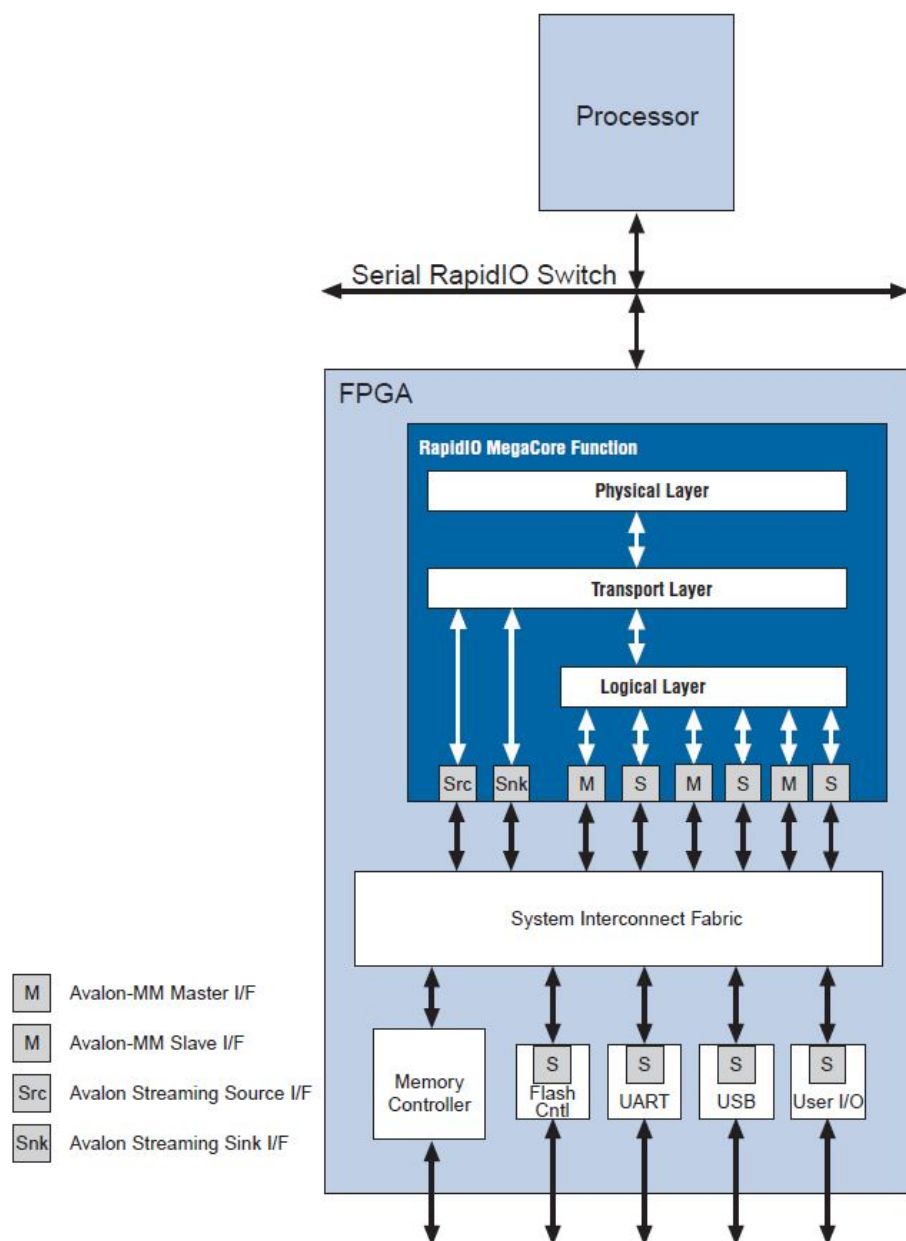 Processor
Serial RapidIO Switch
FPGA
RapidIO MegaCore Function
Physical Layer
Transport Layer
Logical Layer
Src Snk M S M S M S
System Interconnect Fabric
Memory
Controller
S
Flash
Cntl
S
UART
S
USB
S
User I/O
M Avalon-MM Master I/F
M Avalon-MM Slave I/F
Src Avalon Streaming Source I/F
Snk Avalon Streaming Sink I/F